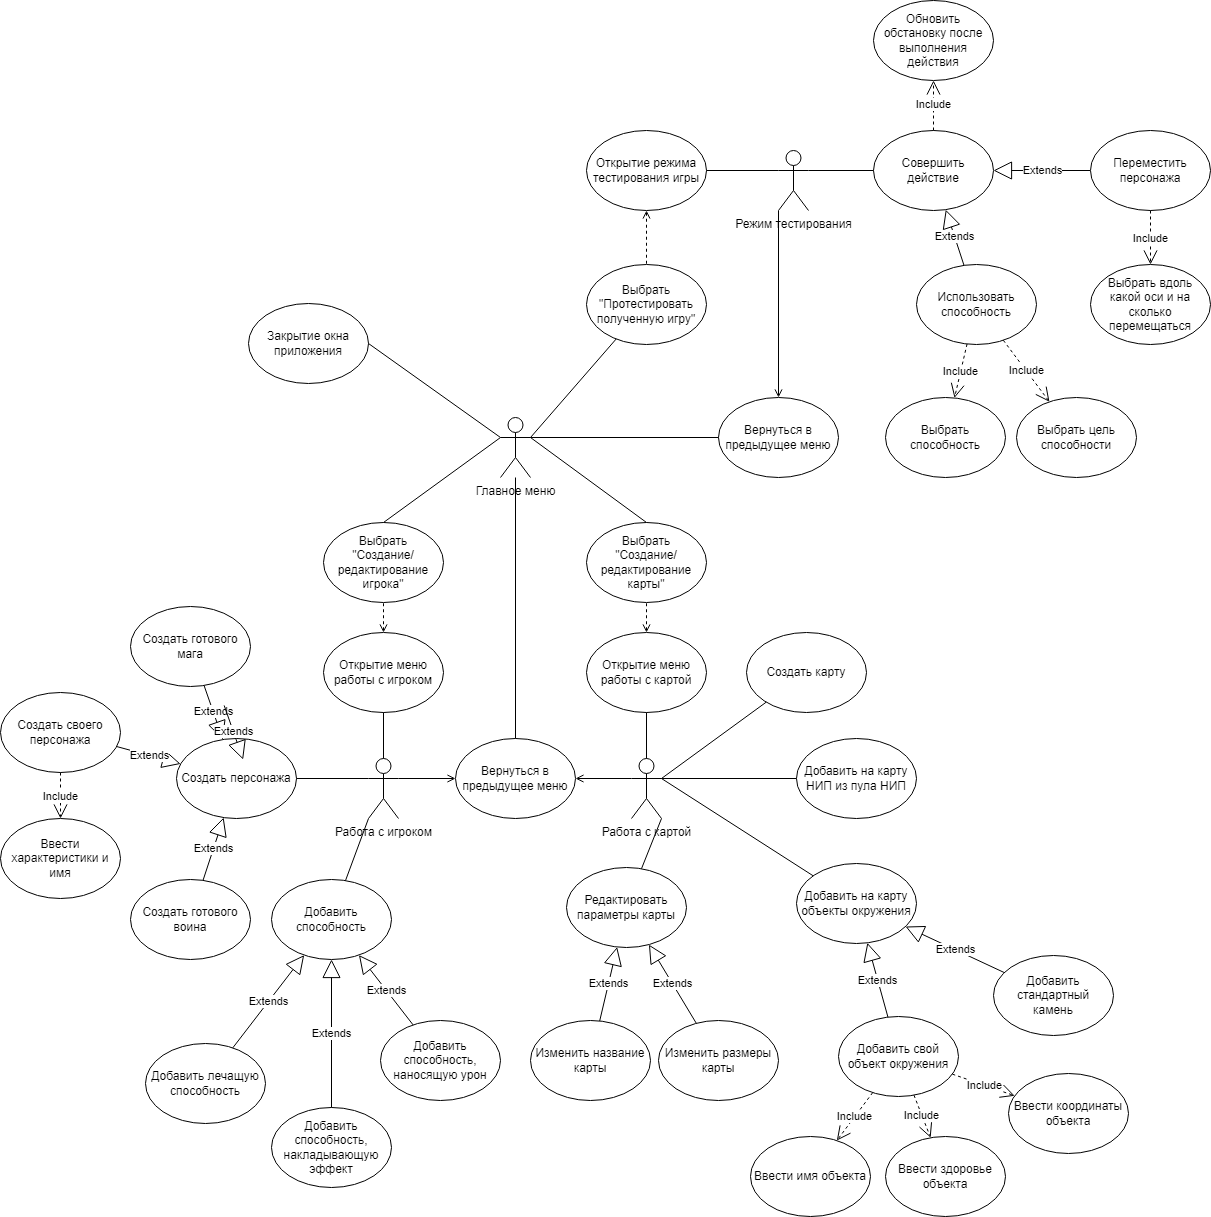 Обновить
обстановку после
выполнения
действия
Include
Открытие режима
тестирования игры
Совершить
действие
Extends
Переместить
персонажа
Режим тестирования
Extends
Include
Выбрать
"Протестировать
полученную игру"
Использовать
способность
Выбрать вдоль
какой оси и на
сколько
перемещаться
Закрытие окна
приложения
Include
Include
Вернуться в
предыдущее меню
Выбрать
способность
Выбрать цель
способности
Главное меню
Выбрать
"Создание/
редактирование
игрока"
Выбрать
"Создание/
редактирование
карты"
Создать готового
мага
Открытие меню
работы с игроком
Открытие меню
работы с картой
Создать карту
Extends
Extends
Создать своего
персонажа
Extends
Создать персонажа
Вернуться в
предыдущее меню
Добавить на карту
НИП из пула НИП
Include
Работа с игроком
Работа с картой
Ввести
характеристики и
имя
Extends
Создать готового
воина
Добавить
способность
Редактировать
параметры карты
Добавить на карту
объекты окружения
Extends
Extends
Extends
Extends
Extends
Extends
Extends
Добавить
стандартный
камень
Добавить лечащую
способность
Добавить
способность,
наносящую урон
Изменить название
карты
Изменить размеры
карты
Добавить свой
объект окружения
Include
Include
Include
Ввести координаты
объекта
Добавить
способность,
накладывающую
эффект
Ввести имя объекта
Ввести здоровье
объекта